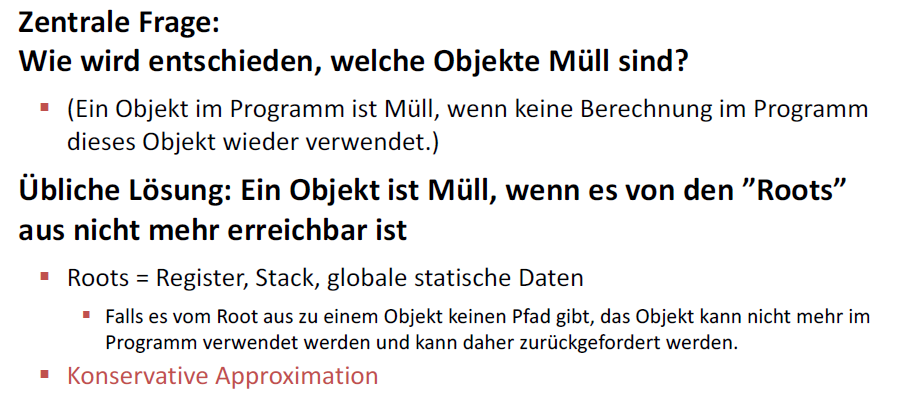 Zentrale Frage:
Wie wird entschieden, welche Objekte Müll sind?
▪ (Ein Objekt im Programm ist Müll, wenn keine Berechnung im Programm
dieses Objekt wieder verwendet.)
Übliche Lösung: Ein Objekt ist Müll, wenn es von den ”Roots”
aus nicht mehr erreichbar ist
▪ Roots = Register, Stack, globale statische Daten
▪ Falls es vom Root aus zu einem Objekt keinen Pfad gibt, das Objekt kann nicht mehr im
Programm verwendet werden und kann daher zurückgefordert werden.
▪ Konservative Approximation